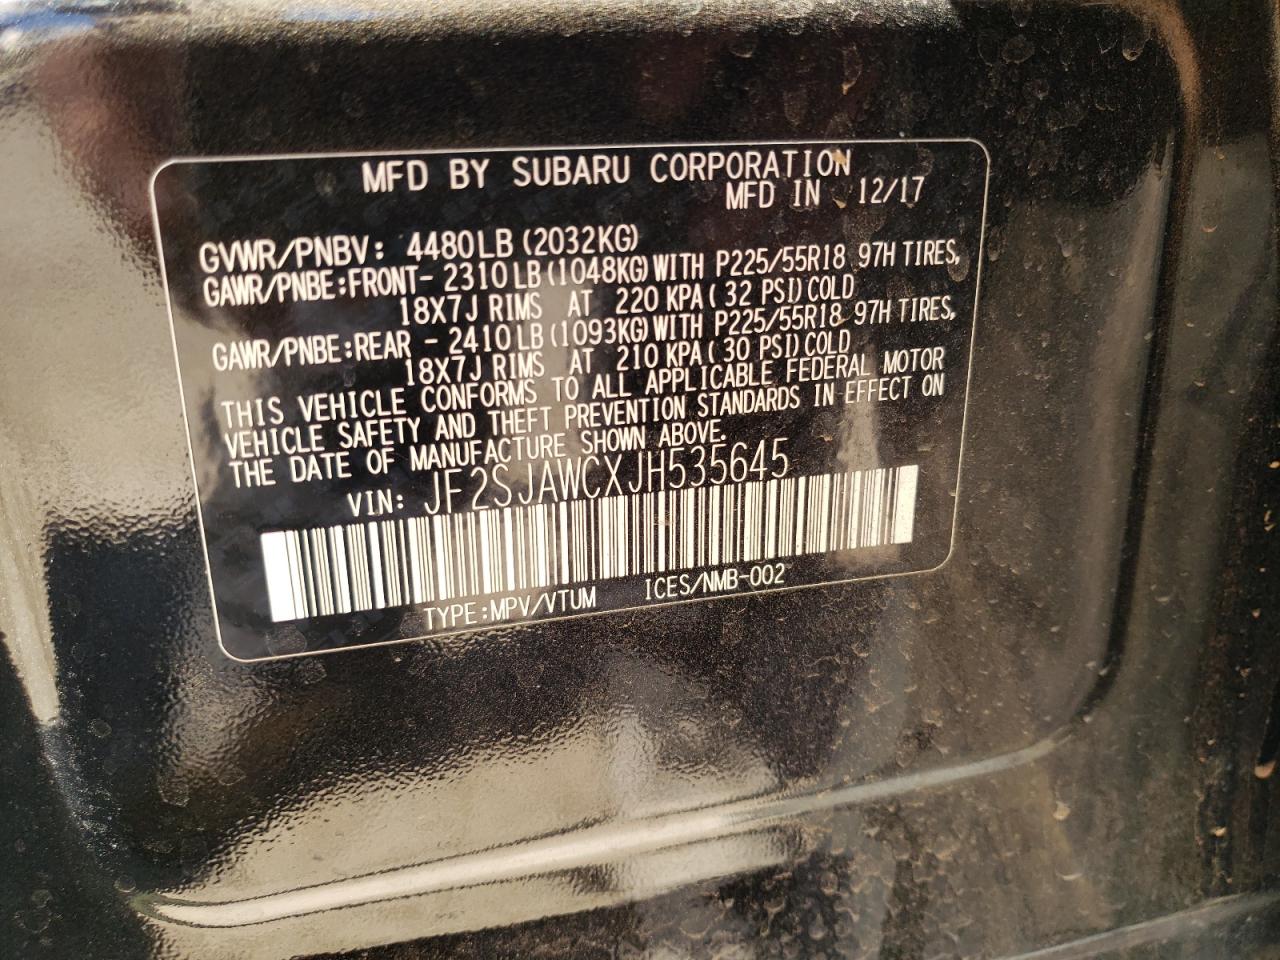 MFD BY SUBARU CORPORATION
MFD IN 12/17
GVWR/PNBV: 4480LB(2032KG)
GAWR/PNBE:FRONT- 2310LB(1048KG)WITH P225/55R18 97H TIRES,
18X7J RIMS AT 220 KPA( 32 PSI)COLD
GAWR/PNBE:REAR - 2410LB(1093KG)WITH P225/55R18 97H TIRES,
18X7J RIMS AT 210 KPA( 30 PSI)COLD
THIS VEHICLE CONFORMS TO ALL APPLICABLE FEDERAL MOTOR
VEHICLE SAFETY AND THEFT PREVENTION STANDARDS IN EFFECT ON
THE DATE OF MANUFACTURE SHOWN ABOVE.
VIN: JF2SJAWCXJH535645
TYPE:MPV/VTUM ICES/NMB-002